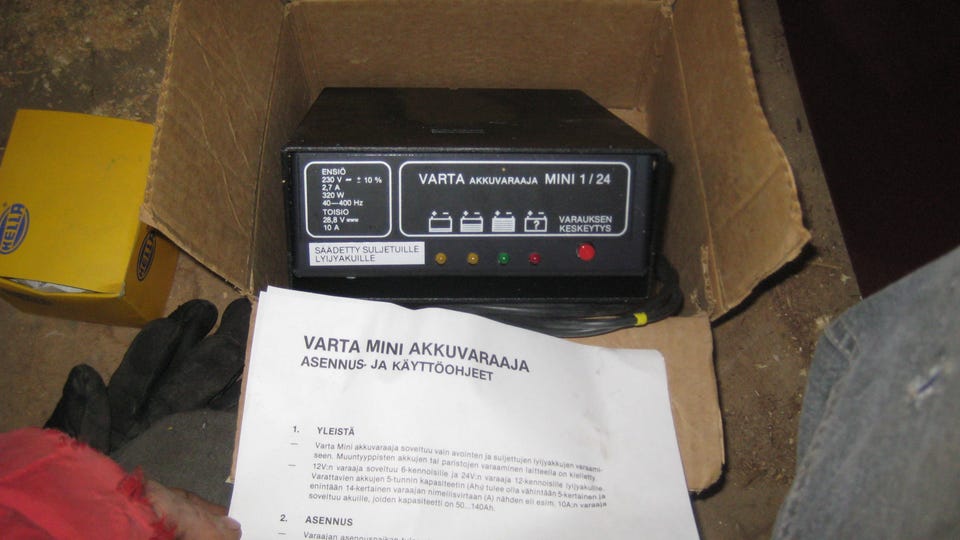 HELLA
HELLA
ENSIÖ
230 V ~ ± 10 %
2,7 A
320 W
40—400 Hz
TOISIO
28,8 V
10 A
VARTA AKKUVARAAJA MINI 1/24
?
VARAUKSEN
KESKEYTYS
SÄÄDETTY SULJETUILLE
LYIJYAKUILLE
VARTA MINI AKKUVARAAJA
ASENNUS- JA KÄYTTÖOHJEET
1. YLEISTÄ
— Varta Mini akkuvaraaja soveltuu vain avointen ja suljettujen lyijyakkujen varaami-
seen. Muuntyyppisten akkujen tai paristojen varaaminen laitteella on kielletty.
— 12V:n varaaja soveltuu 6-kennoisille ja 24V:n varaaja 12-kennoisille lyijyakuille.
Varattavien akkujen 5-tunnin kapasiteetin (Ah) tulee olla vähintään 5-kertainen ja
enintään 14-kertainen varaajan nimellisvirtaan (A) nähden eli esim. 10A:n varaaja
soveltuu akuille, joiden kapasiteetti on 50...140Ah.
2. ASENNUS
— Varaajan